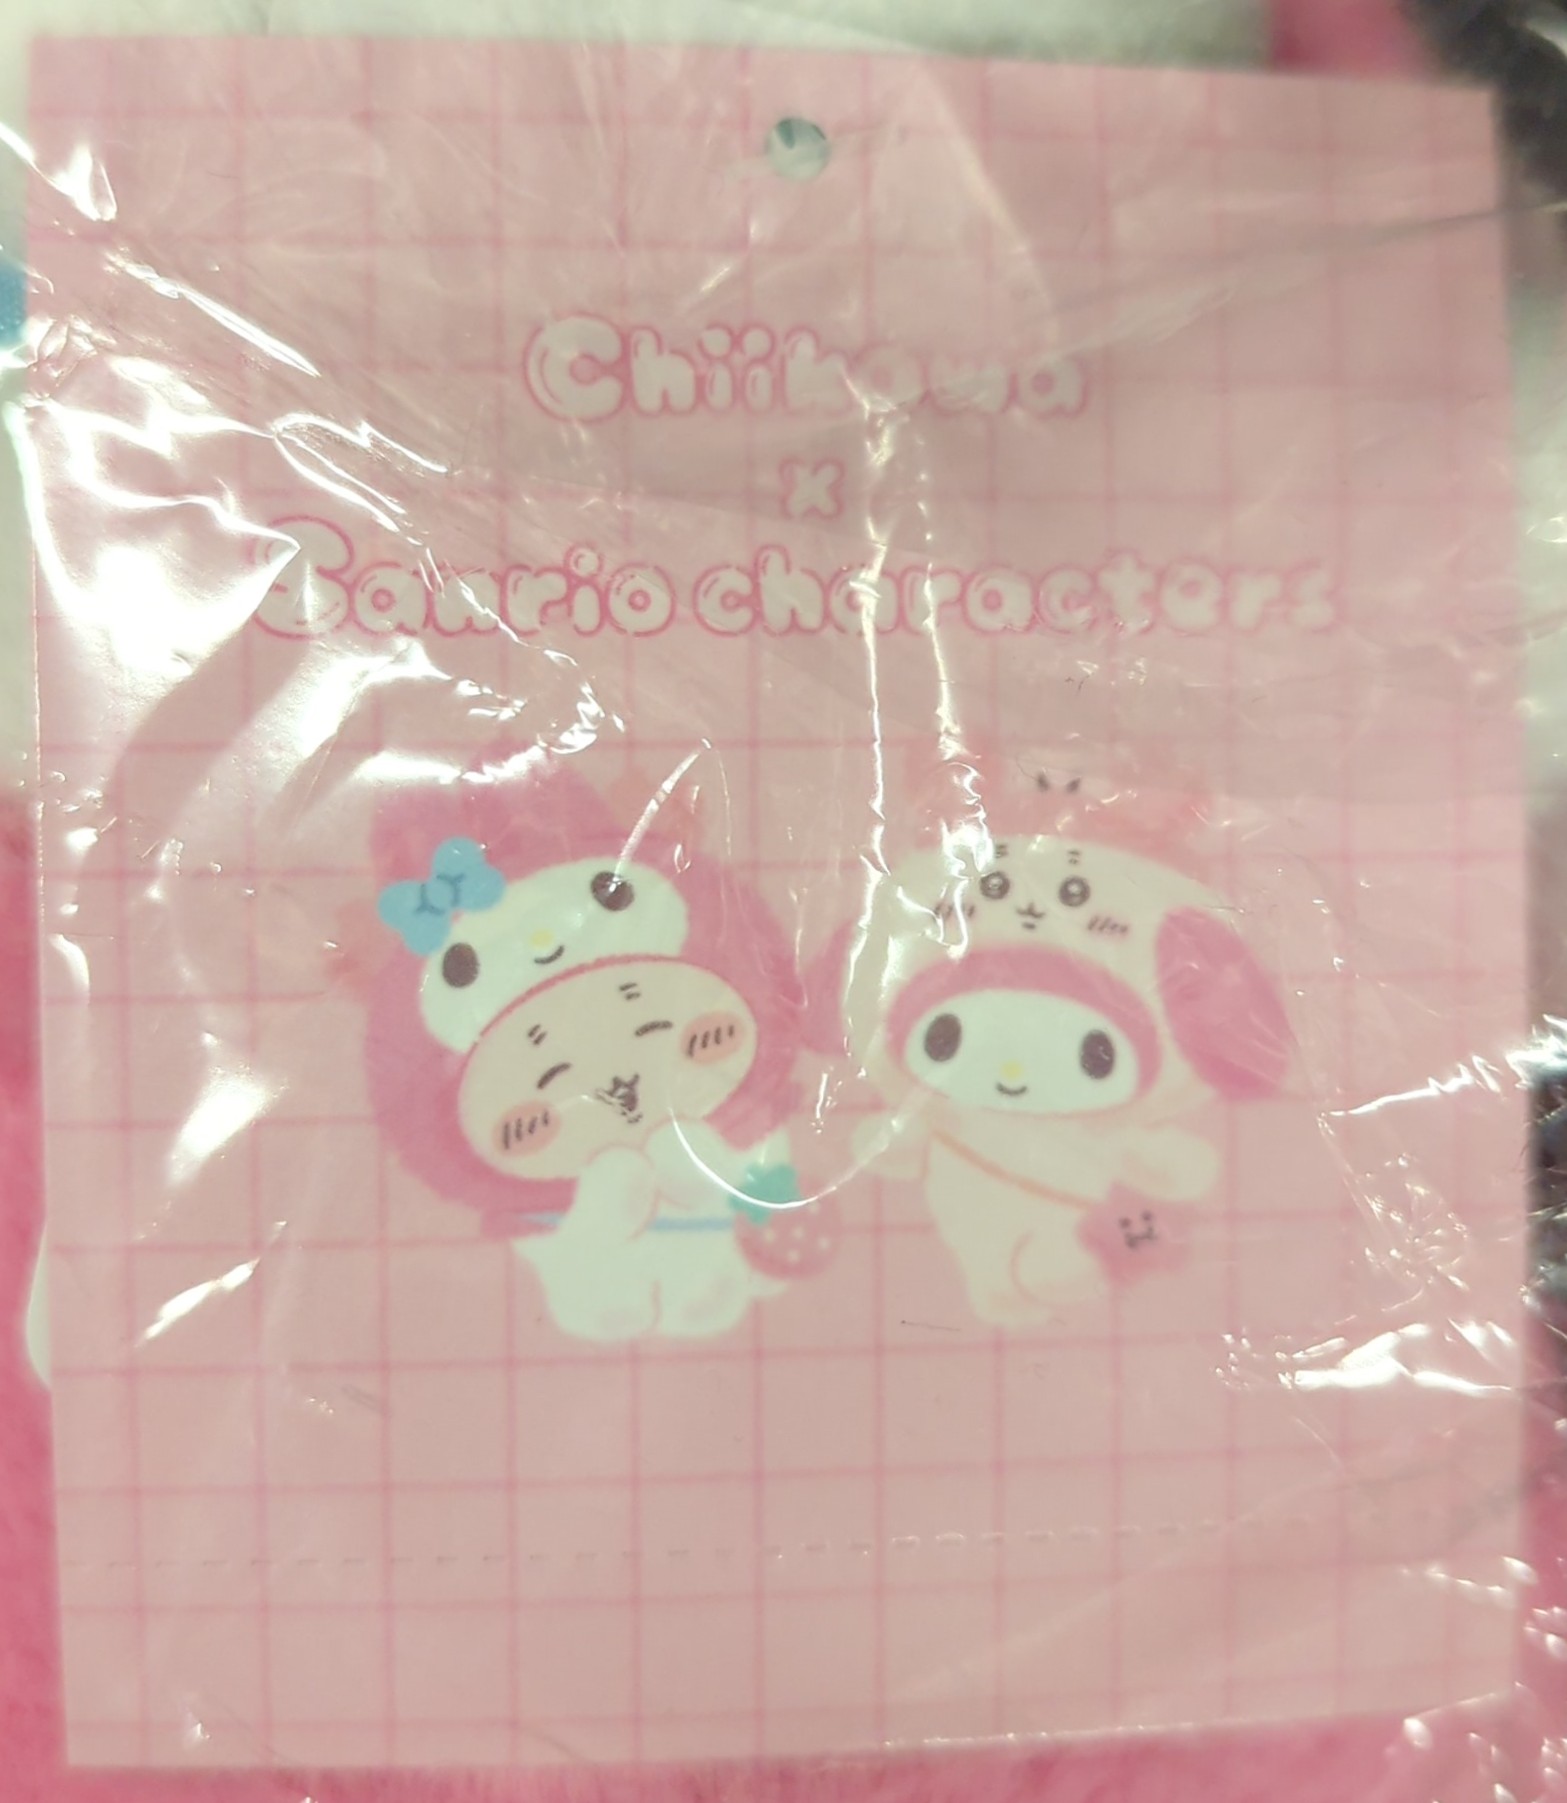 Chiikawa
x
Sanrio characters